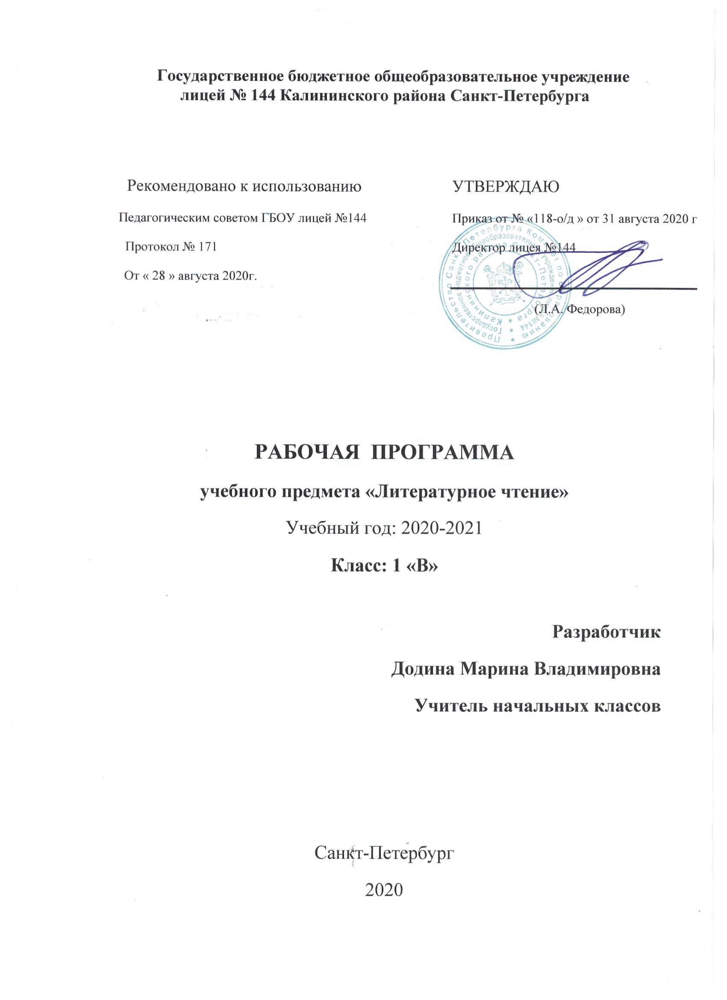 Государственное бюджетное общеобразовательное учреждение
лицей № 144 Калининского района Санкт-Петербурга
Рекомендовано к использованию
Педагогическим советом ГБОУ лицей №144
Протокол № 171
От « 28 » августа 2020г.
УТВЕРЖДАЮ
Приказ от № «118-о/д » от 31 августа 2020 г
Директор лицея №144
(Л.А. Федорова)
Правительство Санкт-Петербурга Комитет по образованию *
Государственное бюджетное общеобразовательное учреждение лицей №144 *
Калининского района Санкт-Петербурга *
РАБОЧАЯ ПРОГРАММА
учебного предмета «Литературное чтение»
Учебный год: 2020-2021
Класс: 1 «В»
Разработчик
Додина Марина Владимировна
Учитель начальных классов
Санкт-Петербург
2020